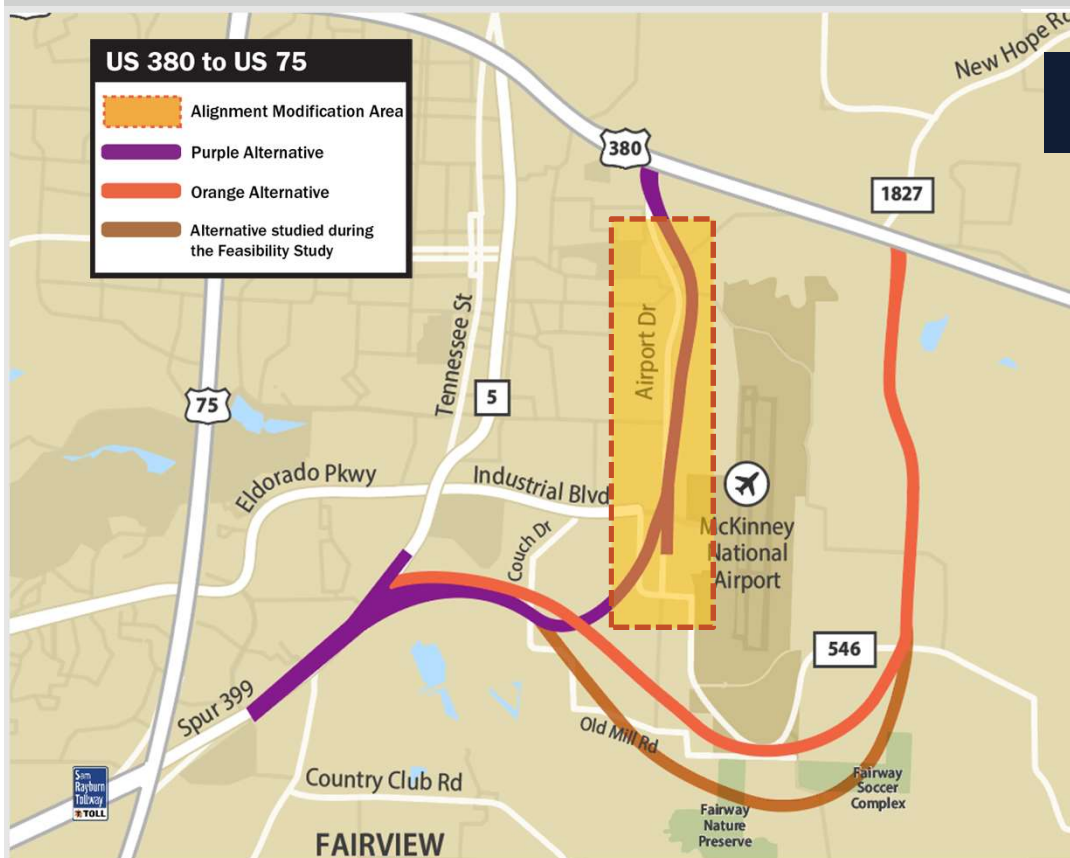 US 380 to US 75
Alignment Modification Area
Purple Alternative
Orange Alternative
Alternative studied during
the Feasibility Study
New Hope Rd
380
1827
Tennessee St
Airport Dr
5
75
Eldorado Pkwy
Industrial Blvd
Couch Dr
McKinney
National
Airport
546
Spur 399
Old Mill Rd
Sam
Rayburn
Tollway
TOLL
Country Club Rd
Fairway
Soccer
Complex
Fairway
Nature
Preserve
FAIRVIEW